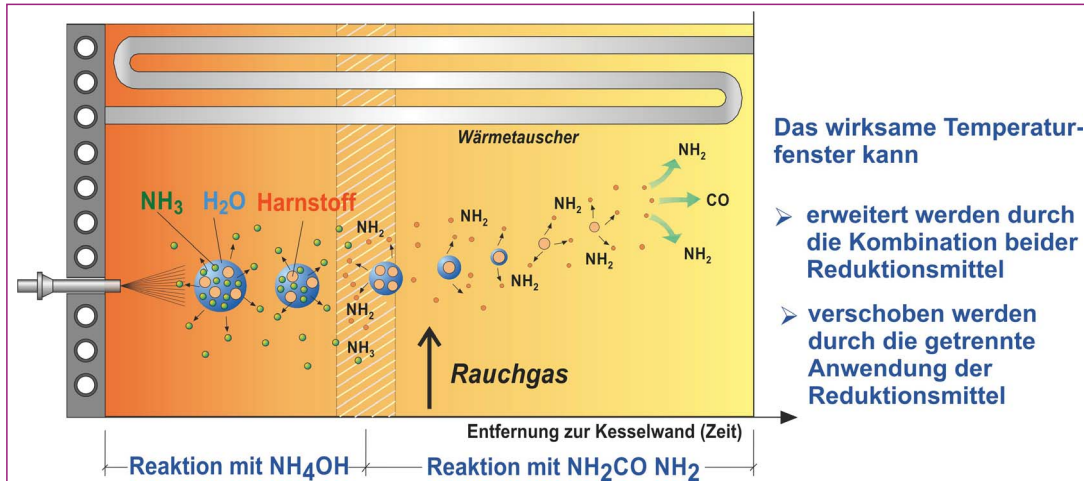 Wärmetauscher
NH3 H2O Harnstoff
NH2
NH2
NH2
NH3
NH2
NH2
NH2
NH2
NH2
CO
NH2
Rauchgas
Entfernung zur Kesselwand (Zeit)
Reaktion mit NH4OH
Reaktion mit NH2CO NH2
Das wirksame Temperatur-
fenster kann
➢ erweitert werden durch
die Kombination beider
Reduktionsmittel
➢ verschoben werden
durch die getrennte
Anwendung der
Reduktionsmittel